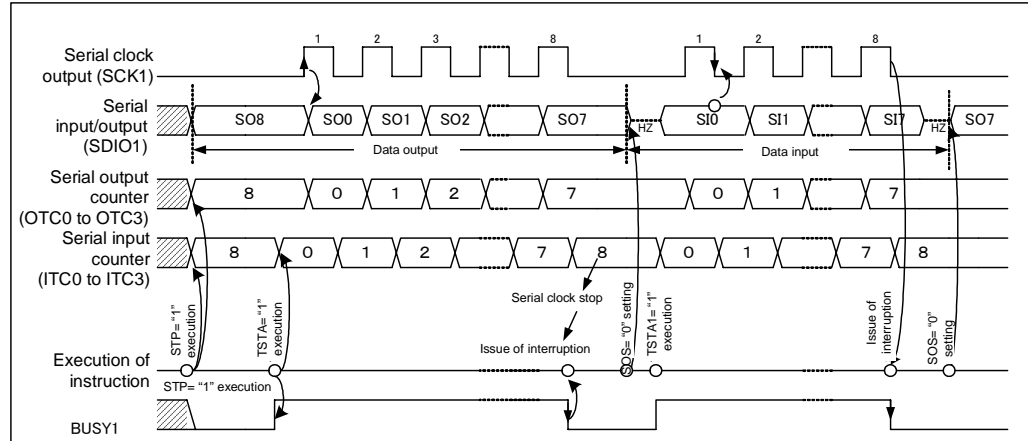 Serial clock
output (SCK1)
1 2 3 8 1 2 8
Serial
input/output
(SDIO1)
SO8 SO0 SO1 SO2 SO7 HZ SI0 SI1 SI7 HZ SO7
Data output Data input
Serial output
counter
(OTC0 to OTC3)
8 0 1 2 7 0 1 7
Serial input
counter
(ITC0 to ITC3)
8 0 1 2 7 8 0 1 7 8
Serial clock stop
STP= "1"
execution
TSTA= "1"
execution
Issue of interruption
SOS= "0" setting
TSTA1= "1"
execution
Issue of
interruption
SOS= "0"
setting
Execution of
instruction
STP= "1" execution
BUSY1